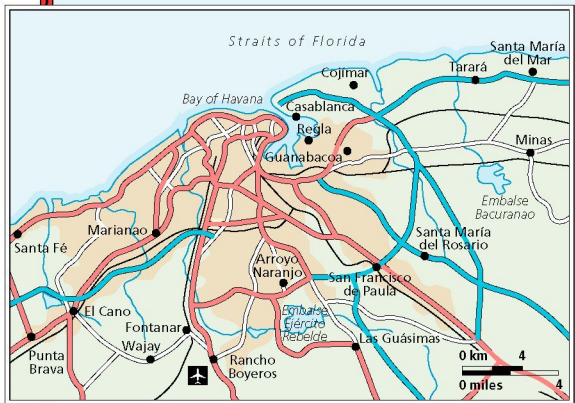 Straits of Florida
Santa María
del Mar
Tarará
Cojímar
Bay of Havana
Casablanca
Regla
Guanabacoa
Minas
Embalse
Bacuranao
Santa Fé
Marianao
Santa María
del Rosario
Arroyo
Naranjo
San Francisco
de Paula
El Cano
Embalse
Ejército
Rebelde
Fontanar
Las Guásimas
Punta
Brava
Wajay
Rancho
Boyeros
0 km 4
0 miles 4